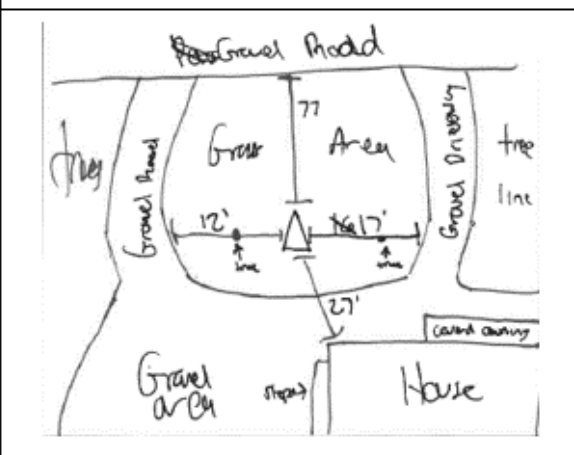 Gravel Road
77
Grass Area
trees
Gravel Road
Gravel Driveway
tree
line
12'
17'
tree
tree
27'
covered awning
Gravel
area
steps
House